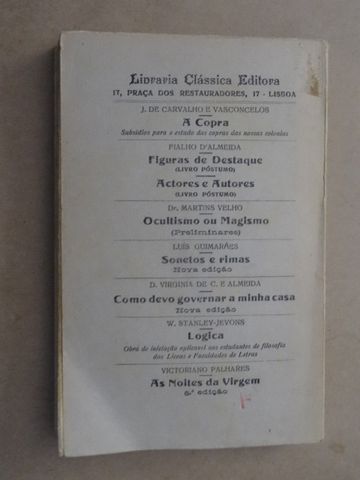 Livraria Clássica Editora
17, PRAÇA DOS RESTAURADORES, 17 - LISBOA
J. DE CARVALHO E VASCONCELOS
A Copra
Subsídios para o estudo das copras das nossas colonias
FIALHO D'ALMEIDA
Figuras de Destaque
(LIVRO PÓSTUMO)
Actores e Autores
(LIVRO PÓSTUMO)
Dr. MARTINS VELHO
Ocultismo ou Magismo
(Preliminares)
LUÍS GUIMARÃES
Sonetos e rimas
Nova edição
D. VIRGINIA DE C. E ALMEIDA
Como devo governar a minha casa
Nova edição
W. STANLEY-JEVONS
Logica
Obra de iniciação aplicavel aos estudantes de filosofia
dos Liceus e Faculdades de Letras
VICTORIANO PALHARES
As Noites da Virgem
6.ª edição